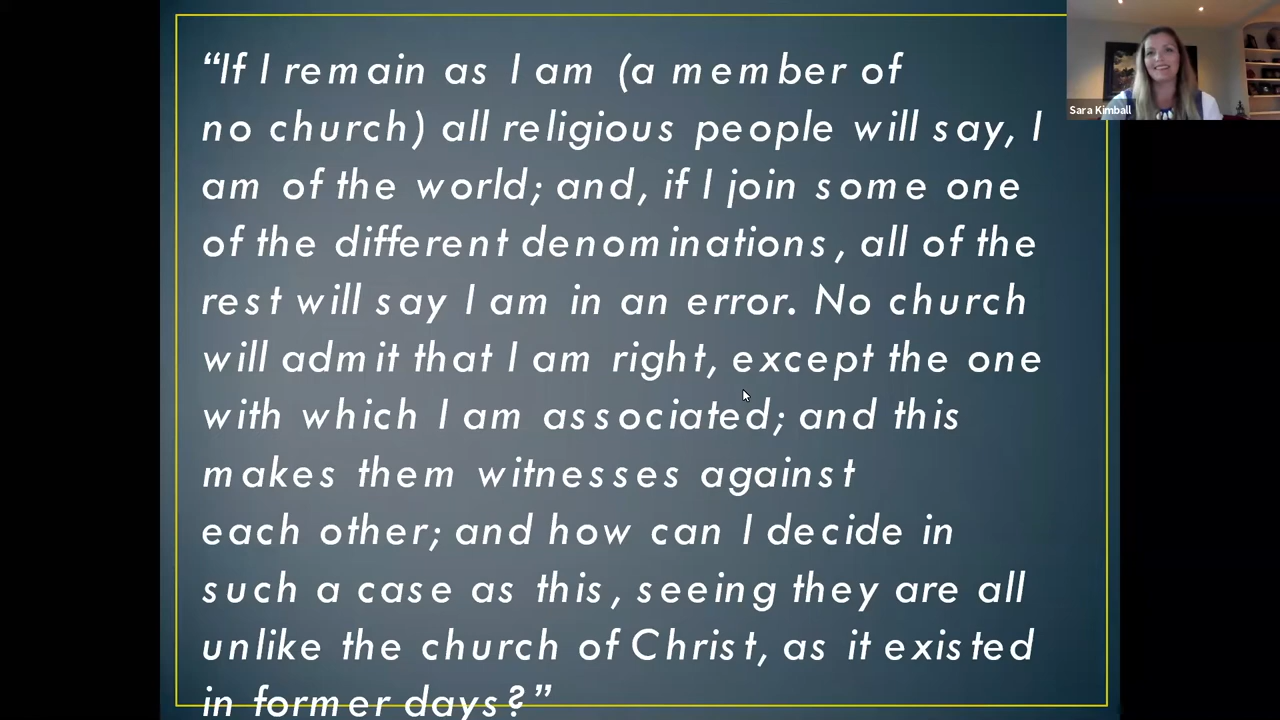 “If I remain as I am (a member of
no church) all religious people will say, I
am of the world; and, if I join some one
of the different denominations, all of the
rest will say I am in an error. No church
will admit that I am right, except the one
with which I am associated; and this
makes them witnesses against
each other; and how can I decide in
such a case as this, seeing they are all
unlike the church of Christ, as it existed
in former days?”
Sara Kimball